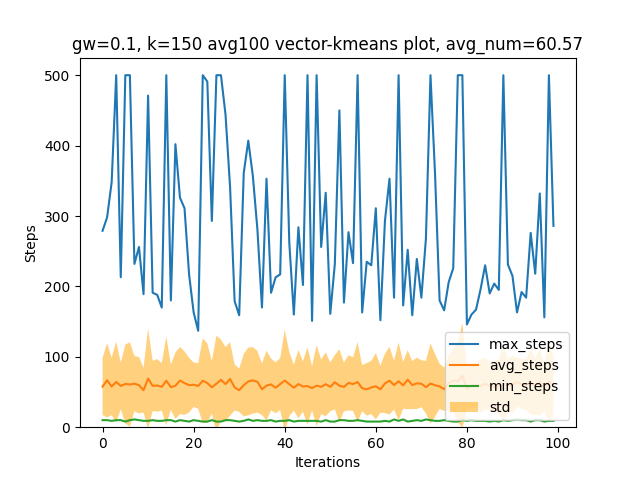 gw=0.1, k=150 avg100 vector-kmeans plot, avg_num=60.57
500
400
300
200
100
0
Steps
max_steps
avg_steps
min_steps
std
0
20
40
60
80
100
Iterations